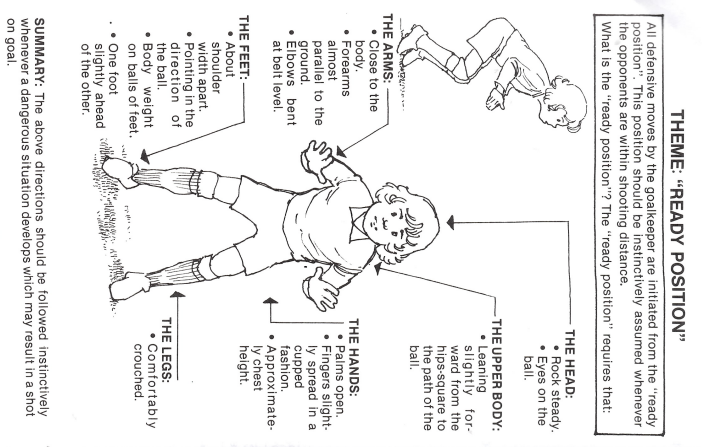 THEME: “READY POSITION”
All defensive moves by the goalkeeper are initiated from the “ready
position”. This position should be instinctively assumed whenever
the opponents are within shooting distance.
What is the “ready position”? The “ready position” requires that:
THE HEAD:
• Rock steady.
• Eyes on the
ball.
THE UPPER BODY:
• Leaning
slightly for-
ward from the
hips-square to
the path of the
ball.
THE HANDS:
• Palms open.
• Fingers slight-
ly spread in a
cupped
fashion.
• Approximate-
ly chest
height.
THE LEGS:
• Comfortably
crouched.
THE ARMS:
• Close to the
body.
• Forearms
almost
parallel to the
ground.
• Elbows bent
at belt level.
THE FEET:
• About
shoulder
width apart.
• Pointing in the
direction of
the ball.
• Body weight
on balls of feet.
• One foot
slightly ahead
of the other.
SUMMARY: The above directions should be followed instinctively
whenever a dangerous situation develops which may result in a shot
on goal.